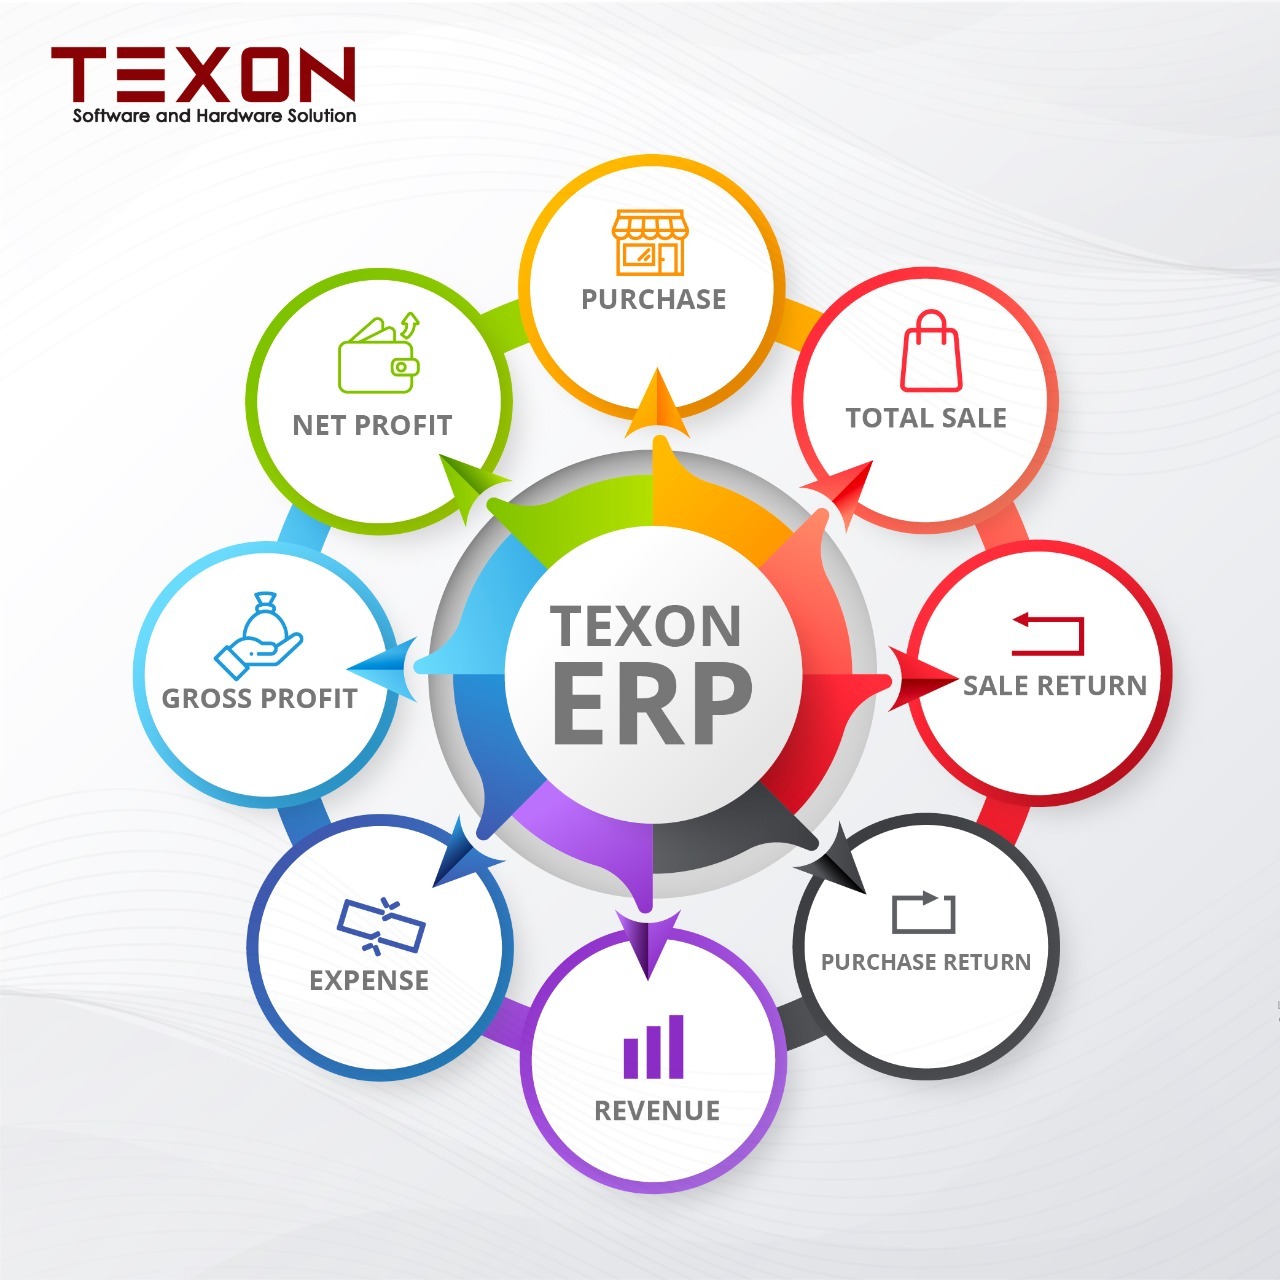 TEXON
Software and Hardware Solution
PURCHASE
TOTAL SALE
SALE RETURN
PURCHASE RETURN
REVENUE
EXPENSE
GROSS PROFIT
NET PROFIT
TEXON
ERP